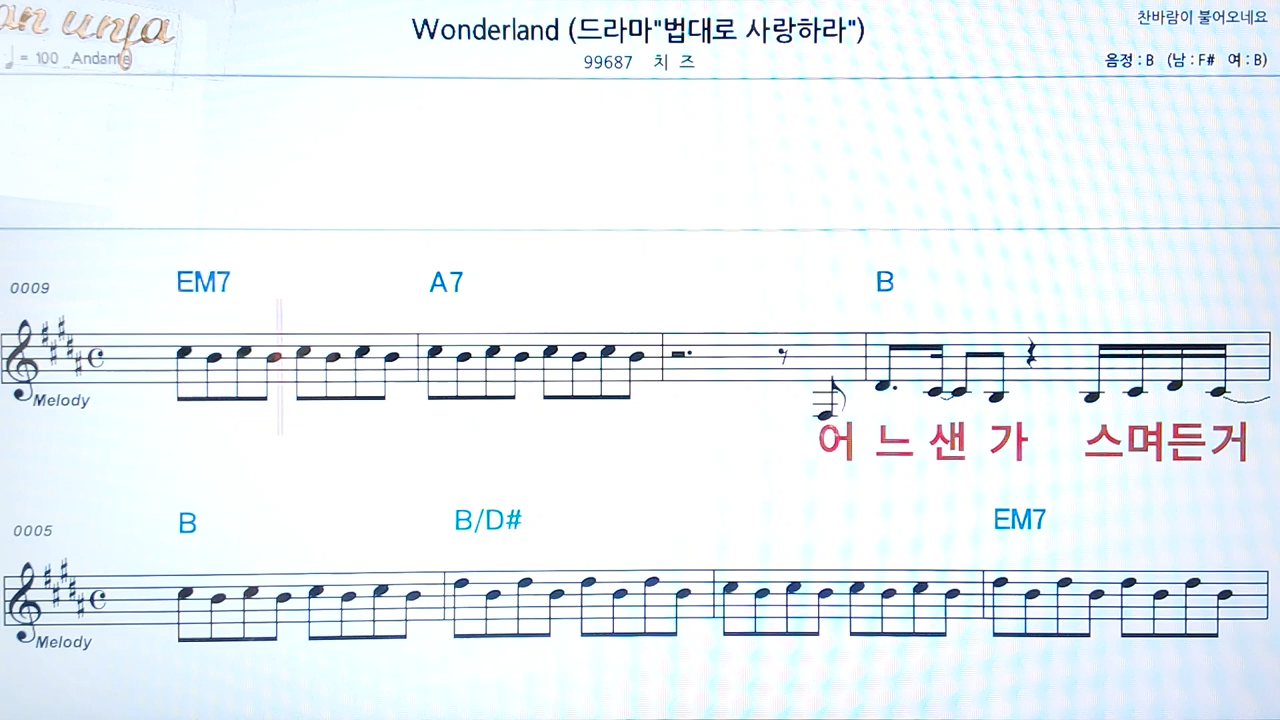 Wonderland (드라마"법대로 사랑하라")
찬바람이 불어오네요
♩ = 100 Andante
99687 치 즈
음정 : B (남 : F# 여 : B)
0009
EM7 A7 B
Melody
어 느 샌 가 스며든거
0005
B B/D# EM7
Melody